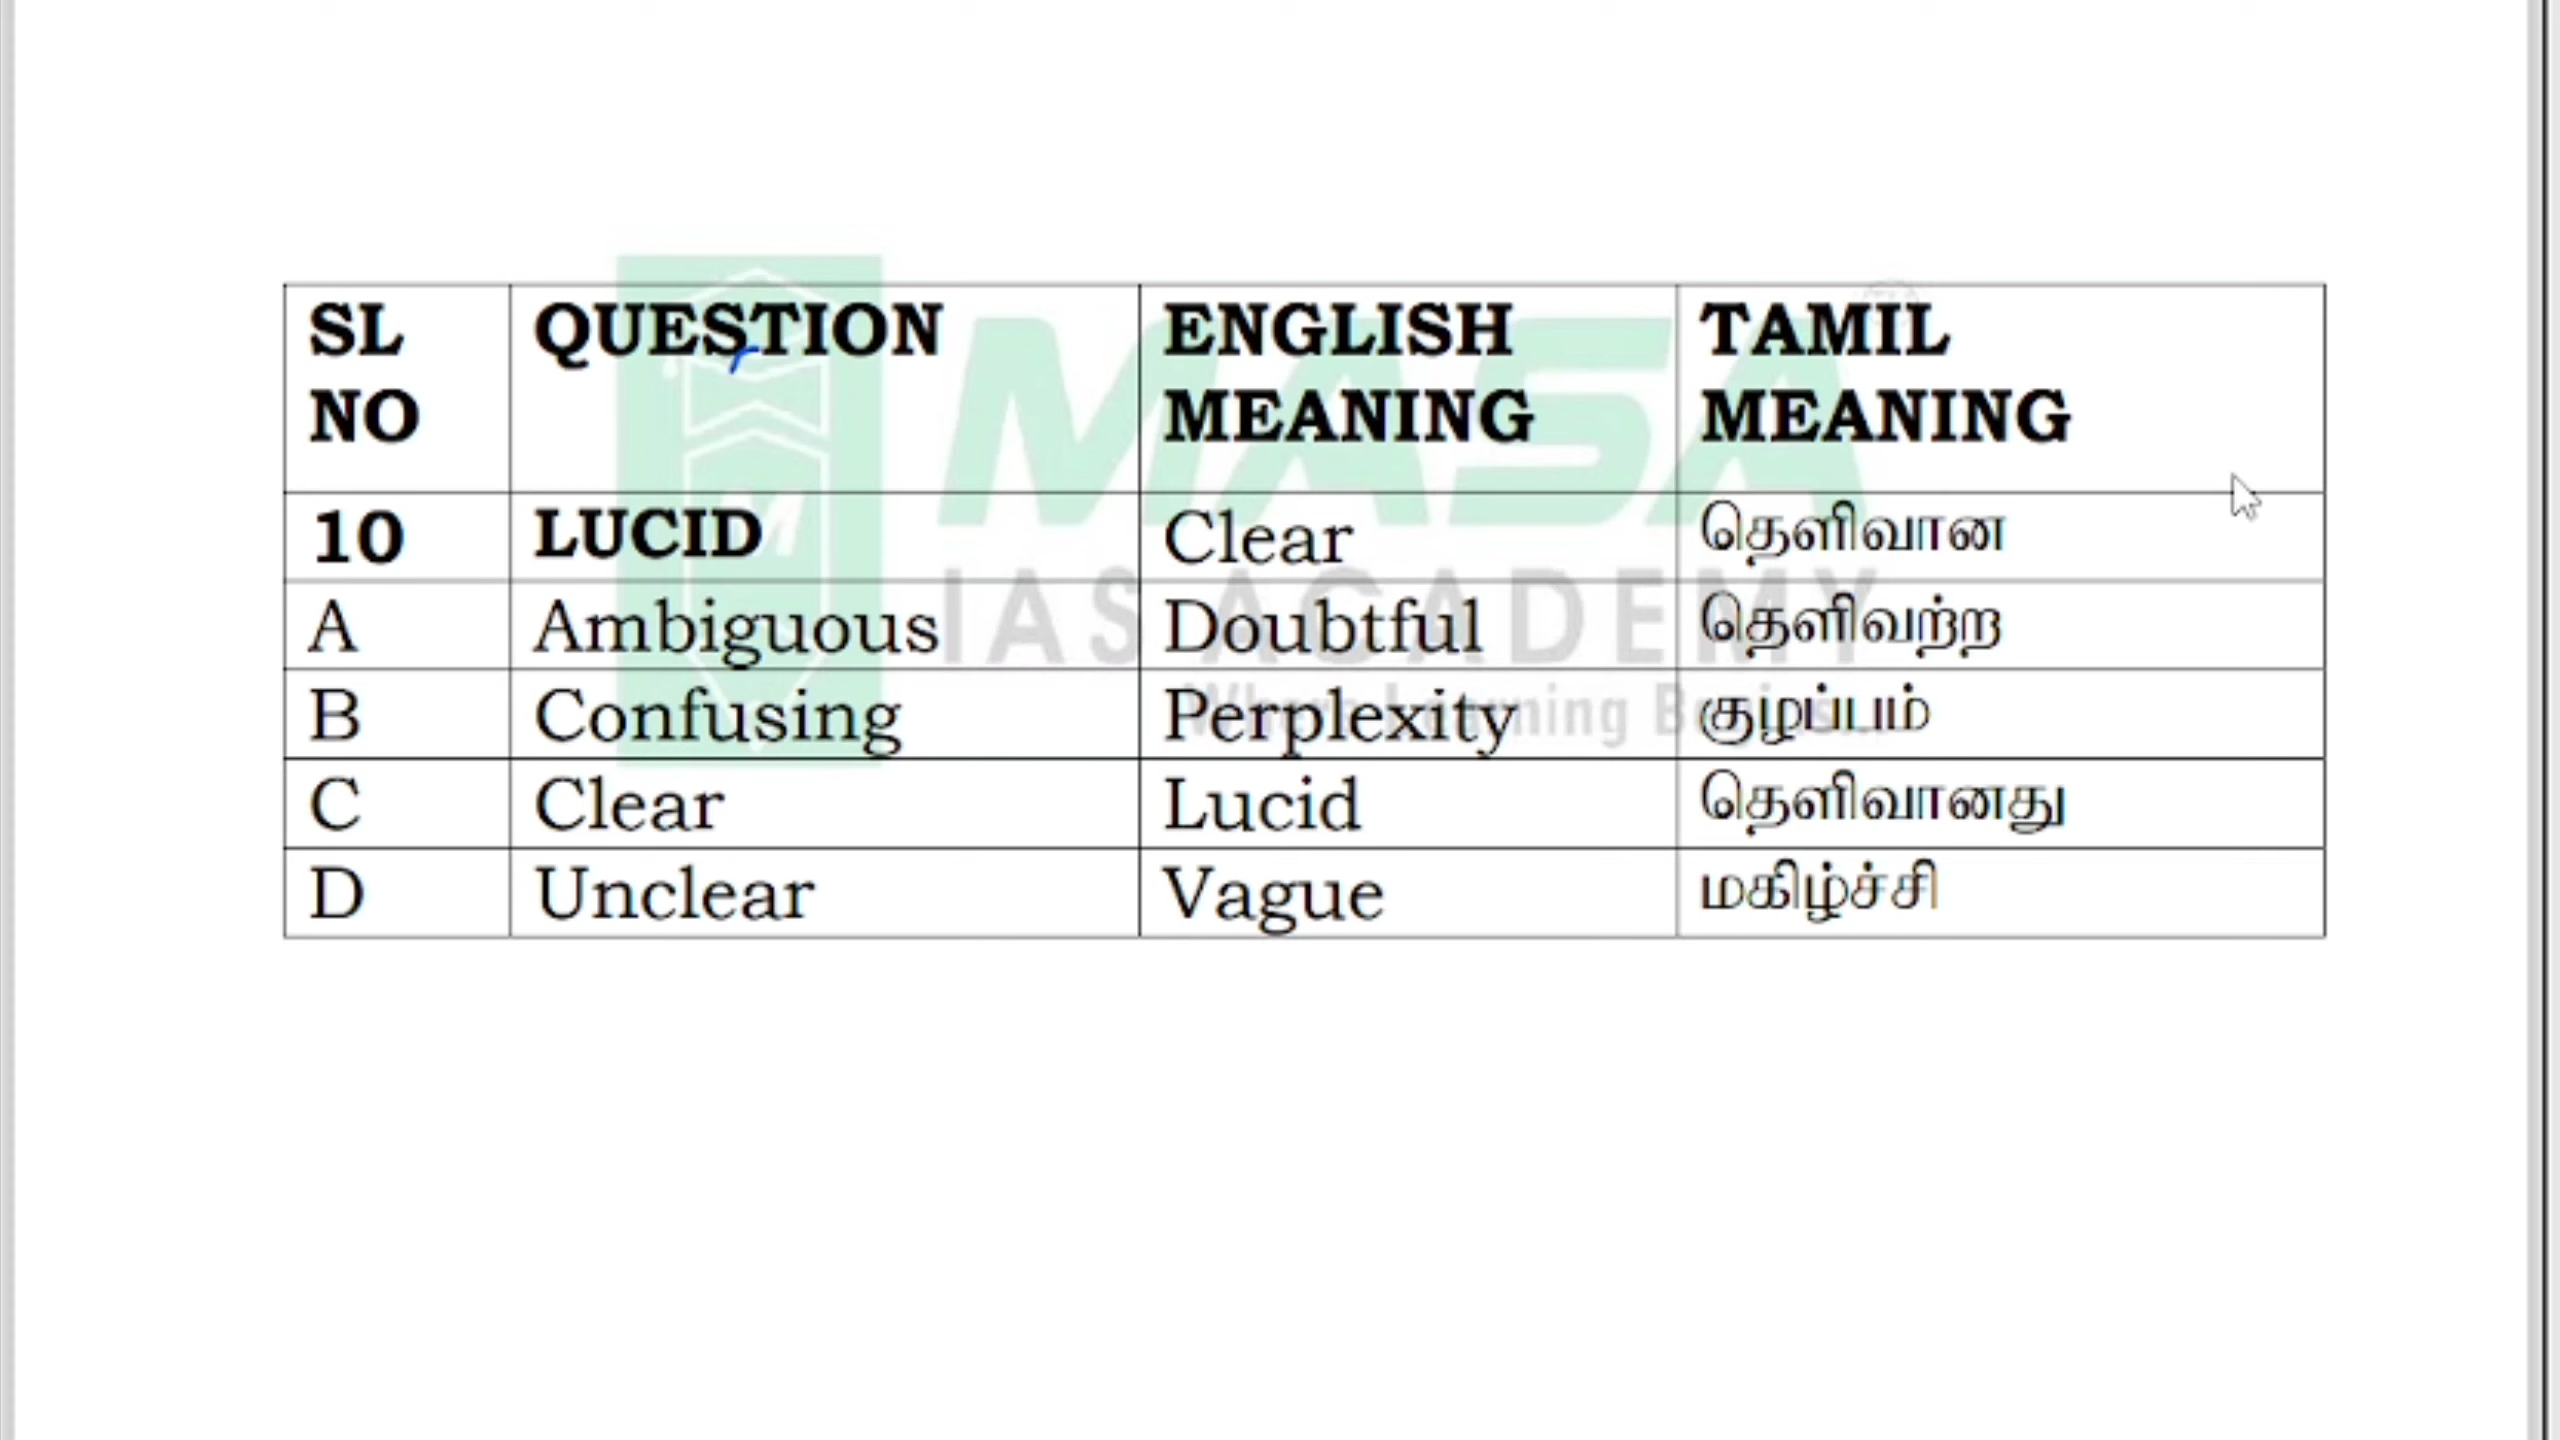 SL NO QUESTION ENGLISH MEANING TAMIL MEANING
10 LUCID Clear தெளிவான
A Ambiguous Doubtful தெளிவற்ற
B Confusing Perplexity குழப்பம்
C Clear Lucid தெளிவானது
D Unclear Vague மகிழ்ச்சி
MASA
IAS ACADEMY